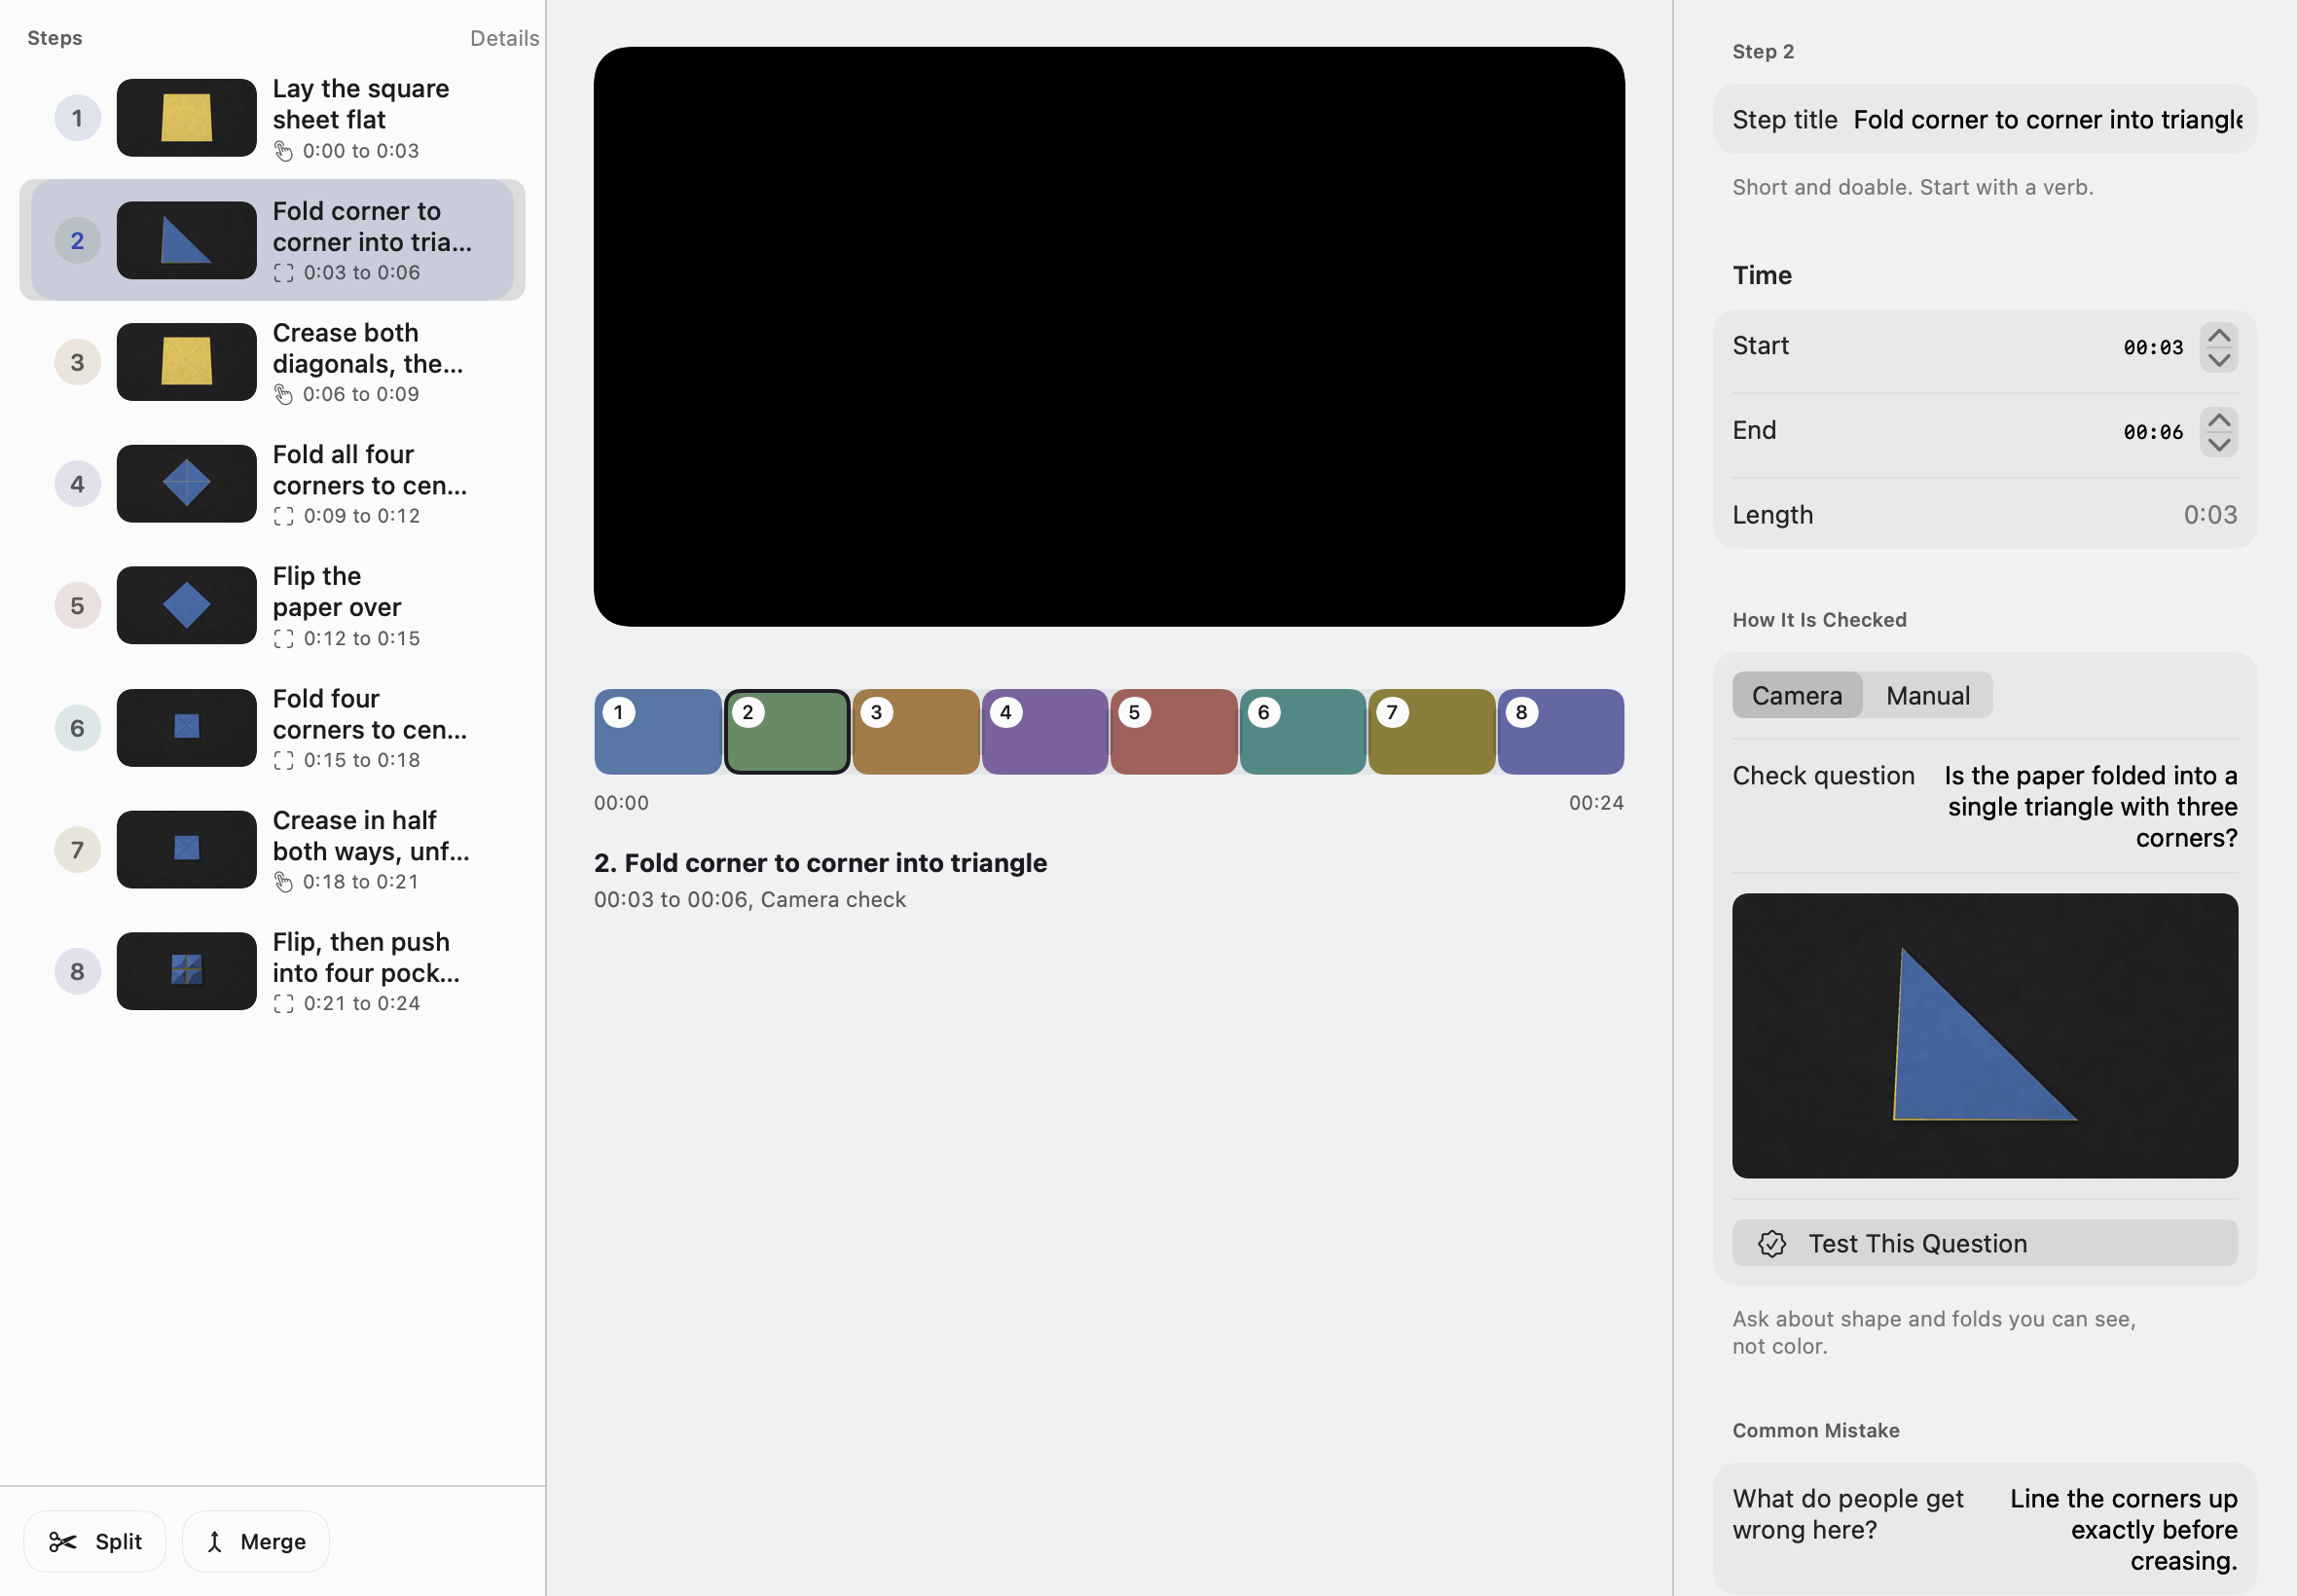 Steps
Details
1
Lay the square
sheet flat
0:00 to 0:03
2
Fold corner to
corner into tria...
0:03 to 0:06
3
Crease both
diagonals, the...
0:06 to 0:09
4
Fold all four
corners to cen...
0:09 to 0:12
5
Flip the
paper over
0:12 to 0:15
6
Fold four
corners to cen...
0:15 to 0:18
7
Crease in half
both ways, unf...
0:18 to 0:21
8
Flip, then push
into four pock...
0:21 to 0:24
Split
Merge
1 2 3 4 5 6 7 8
00:00 00:24
2. Fold corner to corner into triangle
00:03 to 00:06, Camera check
Step 2
Step title Fold corner to corner into triangle
Short and doable. Start with a verb.
Time
Start 00:03
End 00:06
Length 0:03
How It Is Checked
Camera Manual
Check question Is the paper folded into a
single triangle with three
corners?
Test This Question
Ask about shape and folds you can see,
not color.
Common Mistake
What do people get Line the corners up
wrong here? exactly before
creasing.